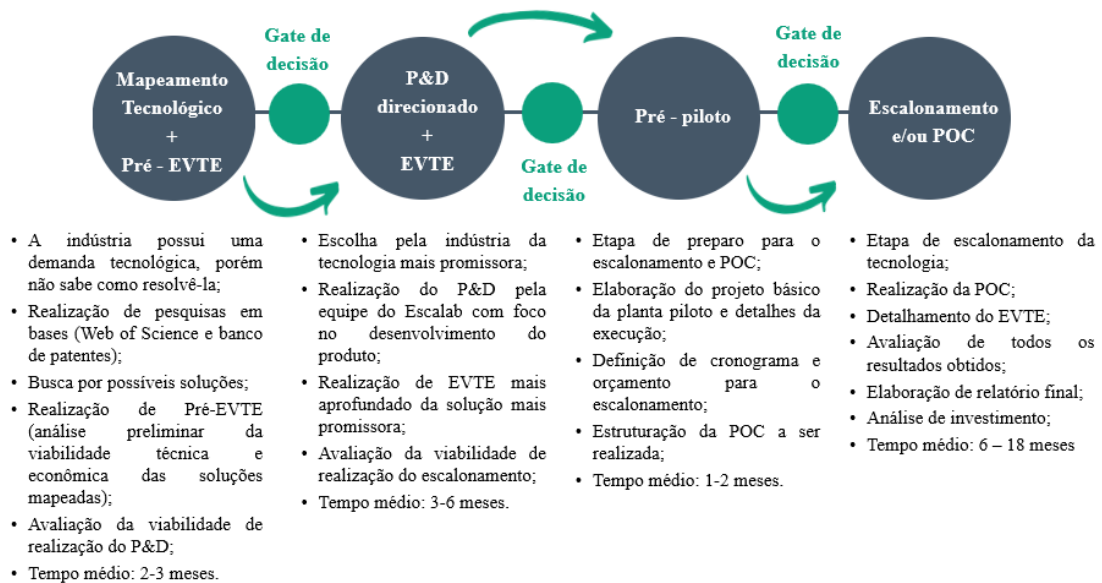 Mapeamento
Tecnológico
+
Pré - EVTE
Gate de
decisão
P&D
direcionado
+
EVTE
Gate de
decisão
Pré - piloto
Gate de
decisão
Escalonamento
e/ou POC
• A indústria possui uma
demanda tecnológica, porém
não sabe como resolvê-la;
• Realização de pesquisas em
bases (Web of Science e banco
de patentes);
• Busca por possíveis soluções;
• Realização de Pré-EVTE
(análise preliminar da
viabilidade técnica e
econômica das soluções
mapeadas);
• Avaliação da viabilidade de
realização do P&D;
• Tempo médio: 2-3 meses.
• Escolha pela indústria da
tecnologia mais promissora;
• Realização do P&D pela
equipe do Escalab com foco
no desenvolvimento do
produto;
• Realização de EVTE mais
aprofundado da solução mais
promissora;
• Avaliação da viabilidade de
realização do escalonamento;
• Tempo médio: 3-6 meses.
• Etapa de preparo para o
escalonamento e POC;
• Elaboração do projeto básico
da planta piloto e detalhes da
execução;
• Definição de cronograma e
orçamento para o
escalonamento;
• Estruturação da POC a ser
realizada;
• Tempo médio: 1-2 meses.
• Etapa de escalonamento da
tecnologia;
• Realização da POC;
• Detalhamento do EVTE;
• Avaliação de todos os
resultados obtidos;
• Elaboração de relatório final;
• Análise de investimento;
• Tempo médio: 6 – 18 meses